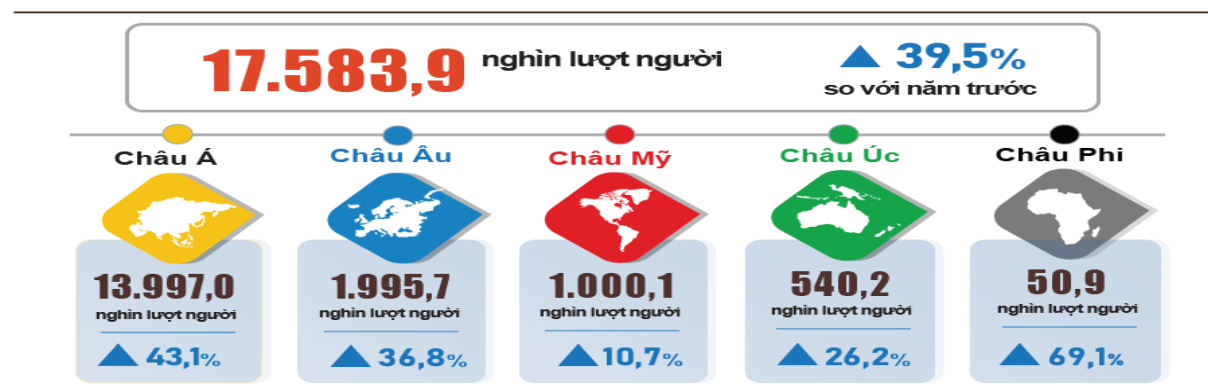 17.583,9 nghìn lượt người ▲ 39,5%
so với năm trước
Châu Á Châu Âu Châu Mỹ Châu Úc Châu Phi
13.997,0 1.995,7 1.000,1 540,2 50,9
nghìn lượt người nghìn lượt người nghìn lượt người nghìn lượt người nghìn lượt người
▲ 43,1% ▲ 36,8% ▲ 10,7% ▲ 26,2% ▲ 69,1%